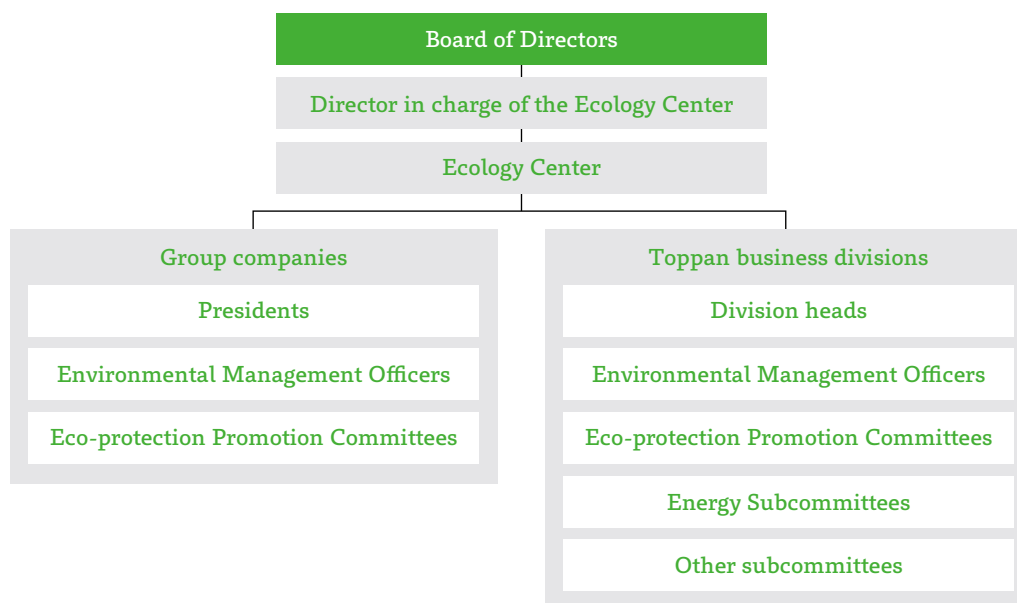 Board of Directors
Director in charge of the Ecology Center
Ecology Center
Group companies
Presidents
Environmental Management Officers
Eco-protection Promotion Committees
Toppan business divisions
Division heads
Environmental Management Officers
Eco-protection Promotion Committees
Energy Subcommittees
Other subcommittees